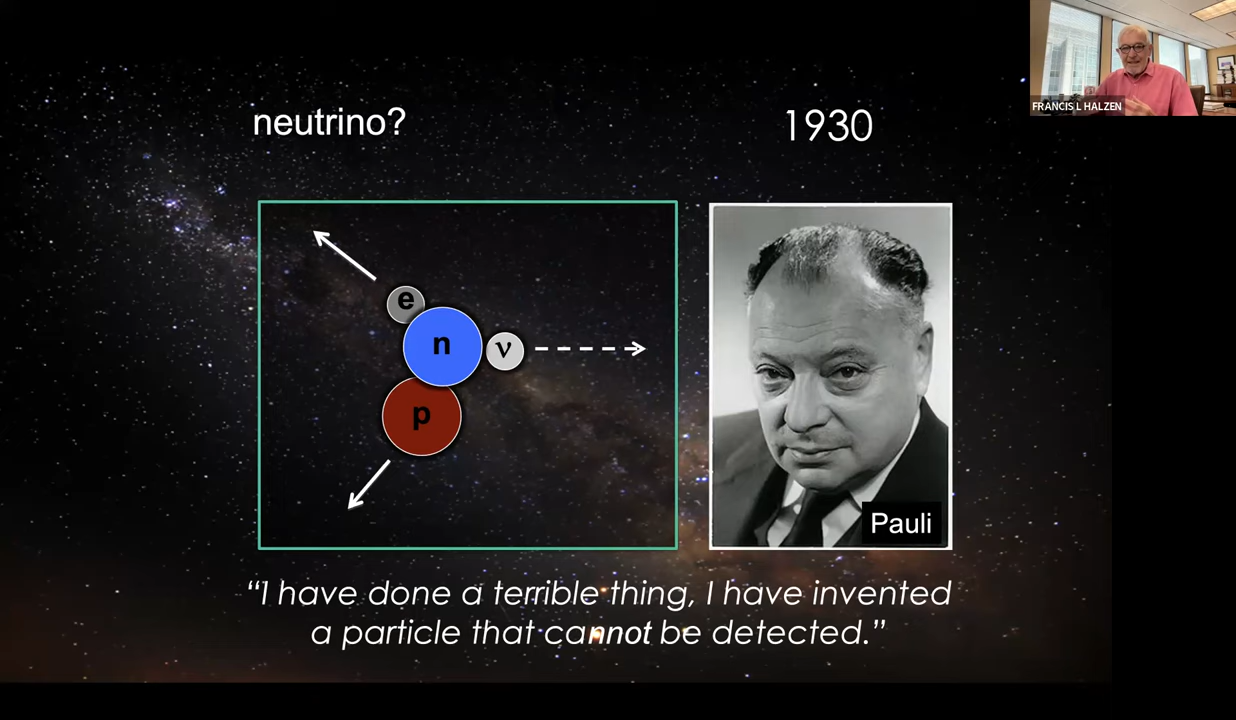 FRANCIS L HALZEN
neutrino?
1930
e
n
ν
p
Pauli
“I have done a terrible thing, I have invented
a particle that cannot be detected.”